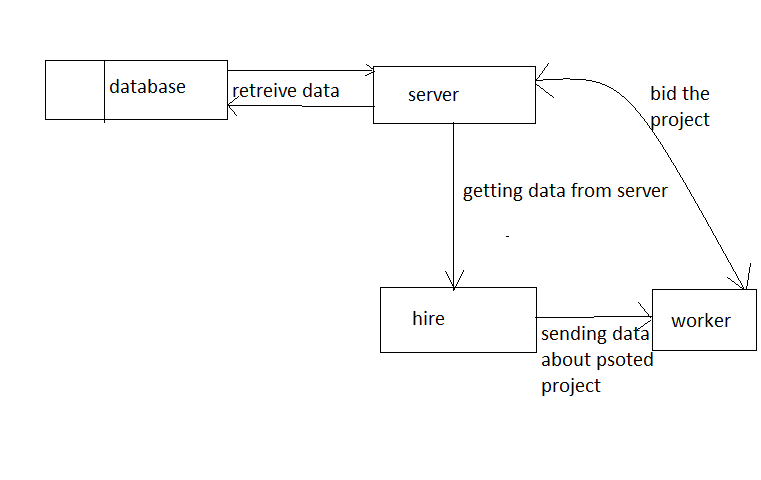 database
retreive data
server
bid the
project
getting data from server
hire
sending data
about psoted
project
worker